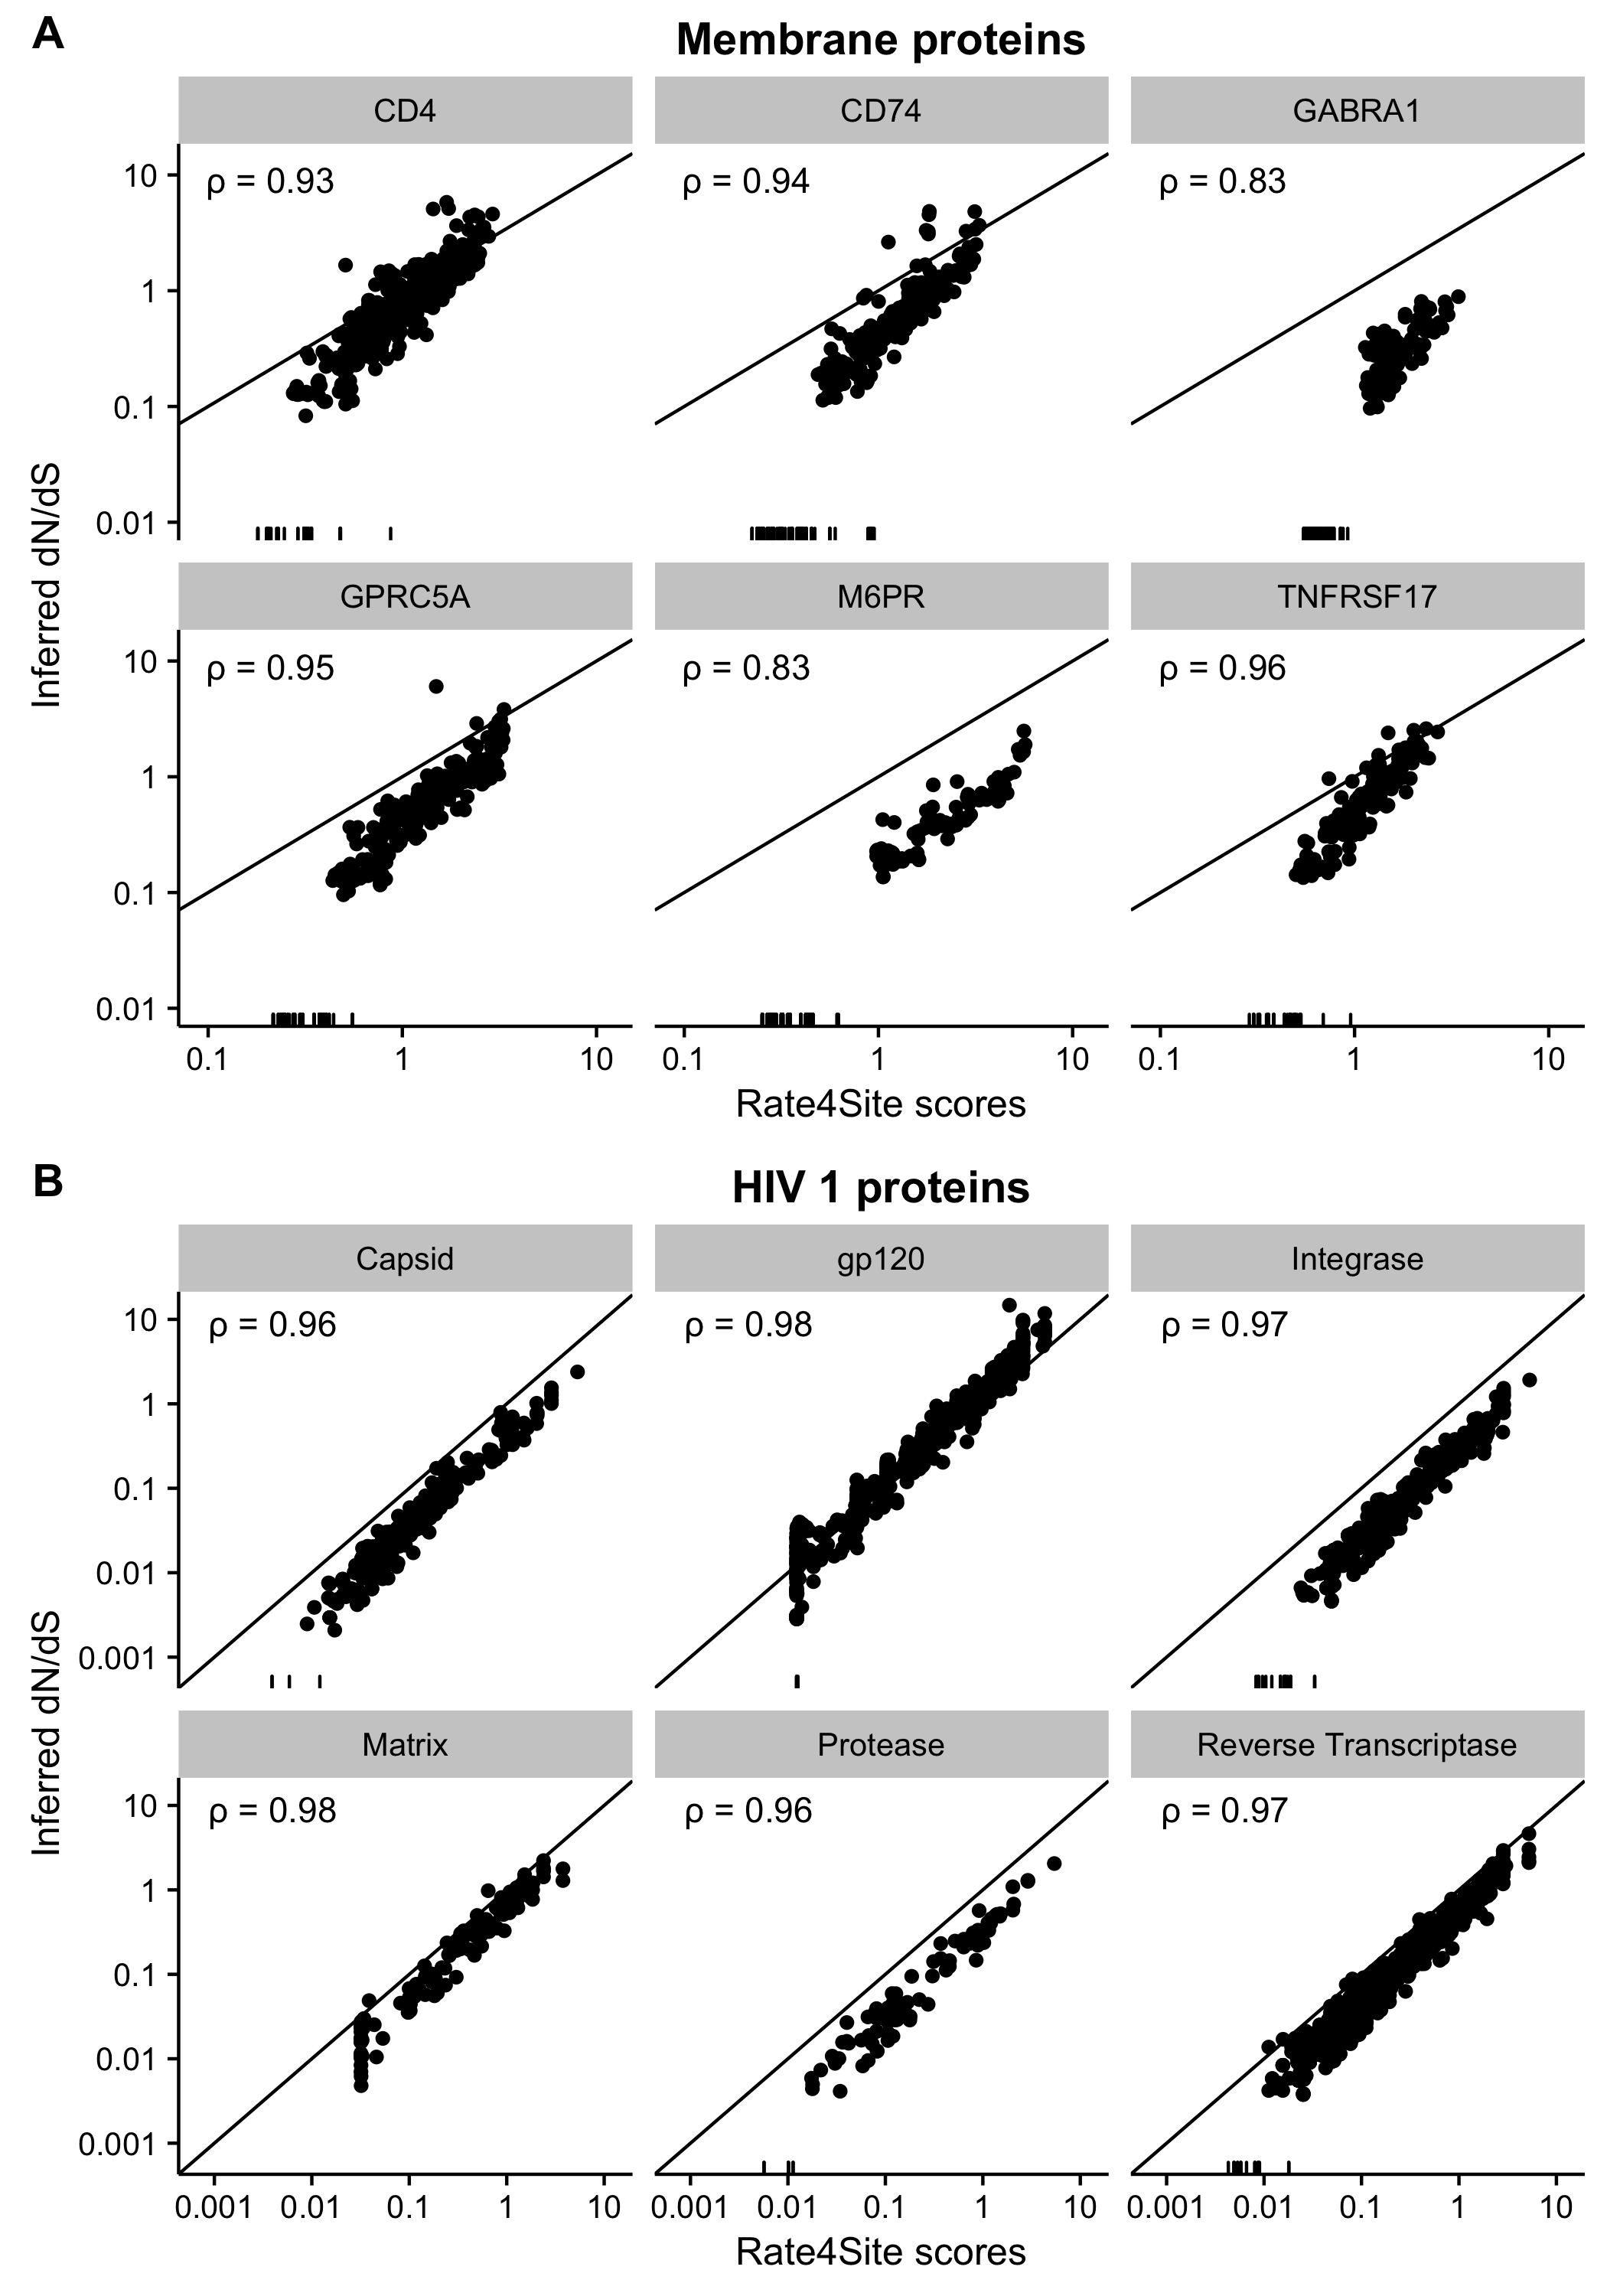 A
Membrane proteins
CD4 CD74 GABRA1
ρ = 0.93 ρ = 0.94 ρ = 0.83
10
1
0.1
0.01
GPRC5A M6PR TNFRSF17
ρ = 0.95 ρ = 0.83 ρ = 0.96
10
1
0.1
0.01
Inferred dN/dS
0.1 1 10 0.1 1 10 0.1 1 10
Rate4Site scores
B
HIV 1 proteins
Capsid gp120 Integrase
ρ = 0.96 ρ = 0.98 ρ = 0.97
10
1
0.1
0.01
0.001
Matrix Protease Reverse Transcriptase
ρ = 0.98 ρ = 0.96 ρ = 0.97
10
1
0.1
0.01
0.001
Inferred dN/dS
0.001 0.01 0.1 1 10 0.001 0.01 0.1 1 10 0.001 0.01 0.1 1 10
Rate4Site scores